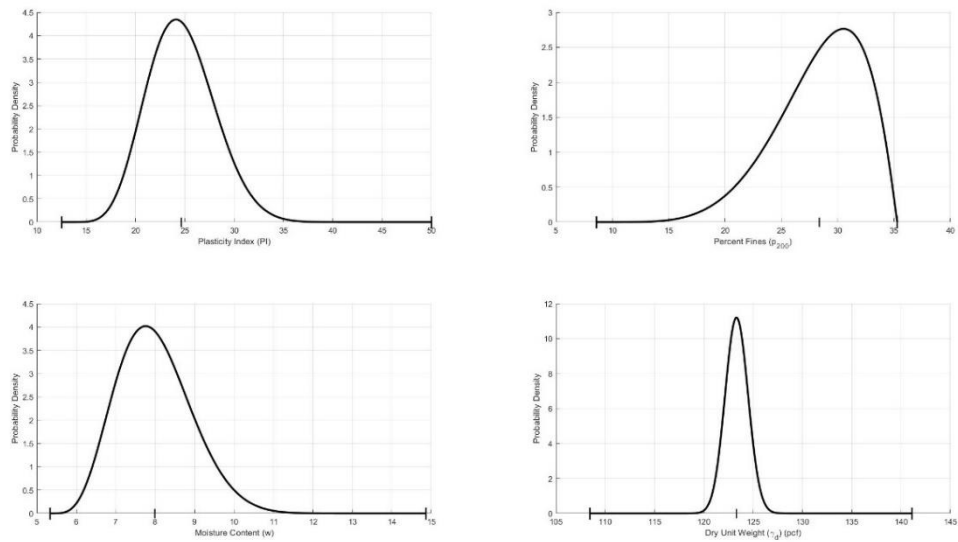 4.5
4
3.5
3
2.5
2
1.5
1
0.5
0
Probability Density
10 15 20 25 30 35 40 45 50
Plasticity Index (PI)
3
2.5
2
1.5
1
0.5
0
Probability Density
5 10 15 20 25 30 35 40
Percent Fines (p200)
4.5
4
3.5
3
2.5
2
1.5
1
0.5
0
Probability Density
5 6 7 8 9 10 11 12 13 14 15
Moisture Content (w)
12
10
8
6
4
2
0
Probability Density
105 110 115 120 125 130 135 140 145
Dry Unit Weight (γd) (pcf)